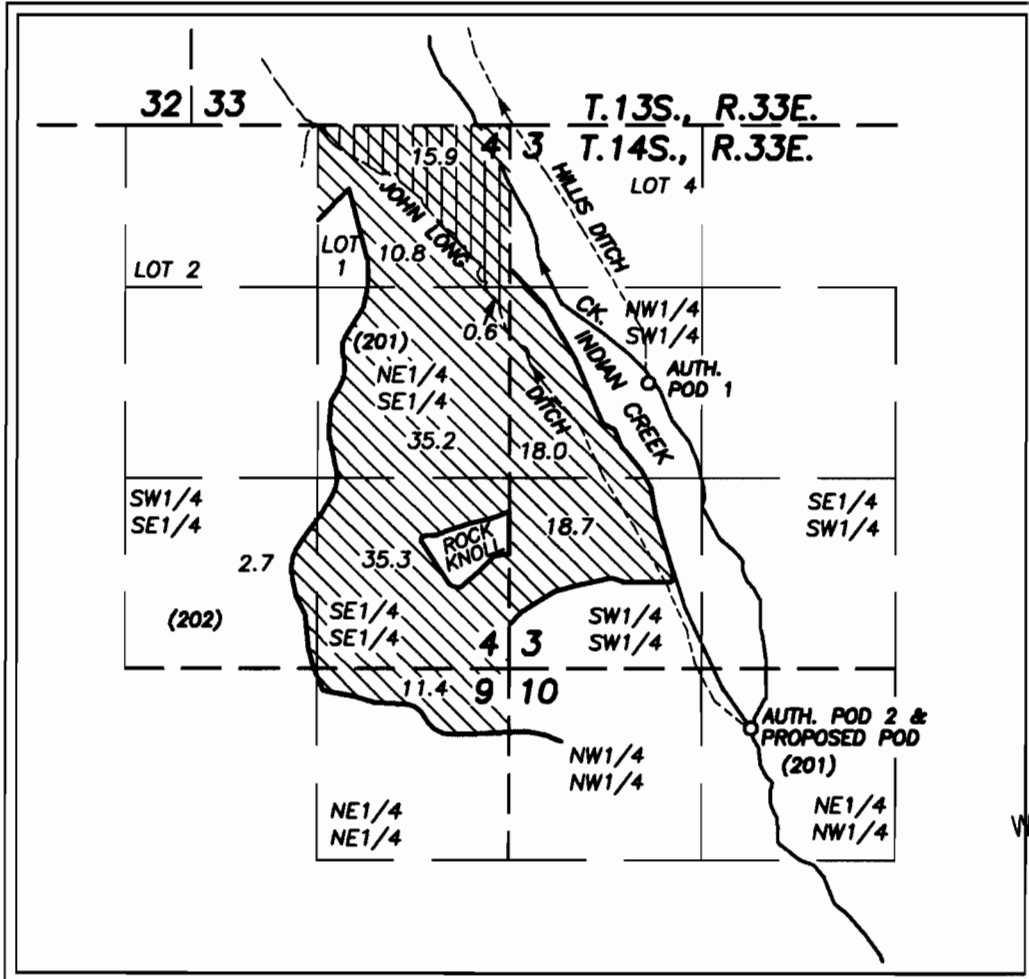 32 33
T.13S., R.33E.
4 3
T.14S., R.33E.
15.9
LOT 4
HILLIS DITCH
JOHN LONG
LOT
1
10.8
LOT 2
0.6
CK.
NW1/4
SW1/4
INDIAN CREEK
AUTH.
POD 1
(201)
NE1/4
SE1/4
DITCH
35.2
18.0
SW1/4
SE1/4
SE1/4
SW1/4
18.7
ROCK
KNOLL
2.7
35.3
(202)
SE1/4
SE1/4
SW1/4
SW1/4
4 3
11.4
9 10
AUTH. POD 2 &
PROPOSED POD
(201)
NW1/4
NW1/4
NE1/4
NE1/4
NE1/4
NW1/4
W